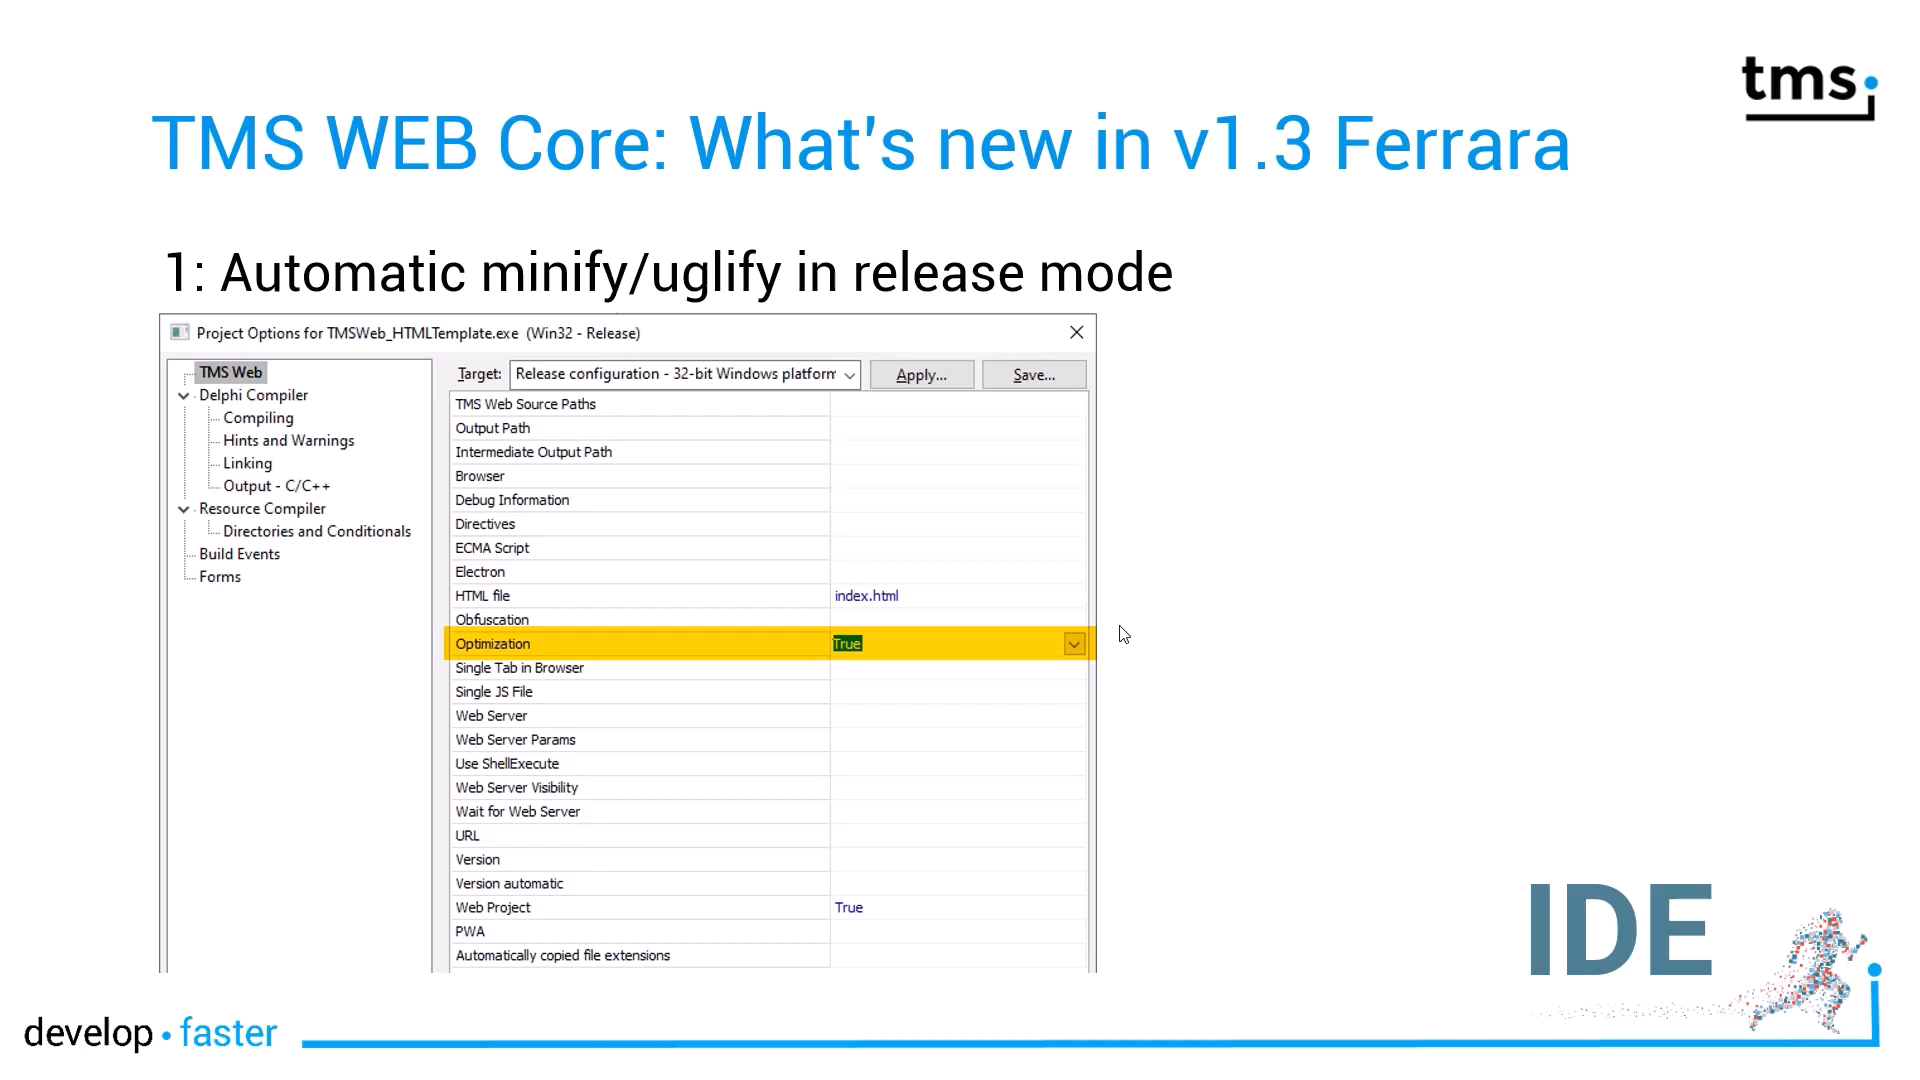 tms
TMS WEB Core: What's new in v1.3 Ferrara
1: Automatic minify/uglify in release mode
Project Options for TMSWeb_HTMLTemplate.exe (Win32 - Release)
TMS Web
Delphi Compiler
Compiling
Hints and Warnings
Linking
Output - C/C++
Resource Compiler
Directories and Conditionals
Build Events
Forms
Target: Release configuration - 32-bit Windows platform Apply... Save...
TMS Web Source Paths
Output Path
Intermediate Output Path
Browser
Debug Information
Directives
ECMA Script
Electron
HTML file index.html
Obfuscation
Optimization True
Single Tab in Browser
Single JS File
Web Server
Web Server Params
Use ShellExecute
Web Server Visibility
Wait for Web Server
URL
Version
Version automatic
Web Project True
PWA
Automatically copied file extensions
IDE
develop • faster